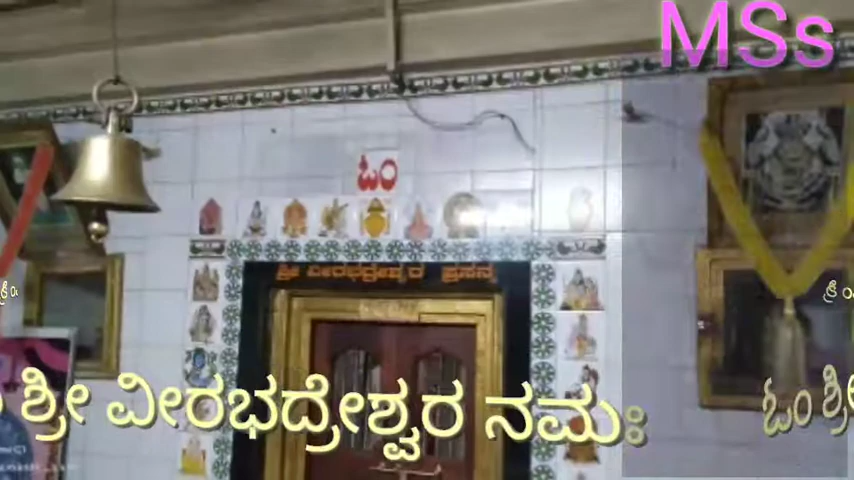 MSs
ಓಂ
ಶ್ರೀ ವೀರಭದ್ರೇಶ್ವರ ಪ್ರಸನ್ನ
ಶ್ರೀ ವೀರಭದ್ರೇಶ್ವರ ನಮಃ
ಓಂ ಶ್ರೀ